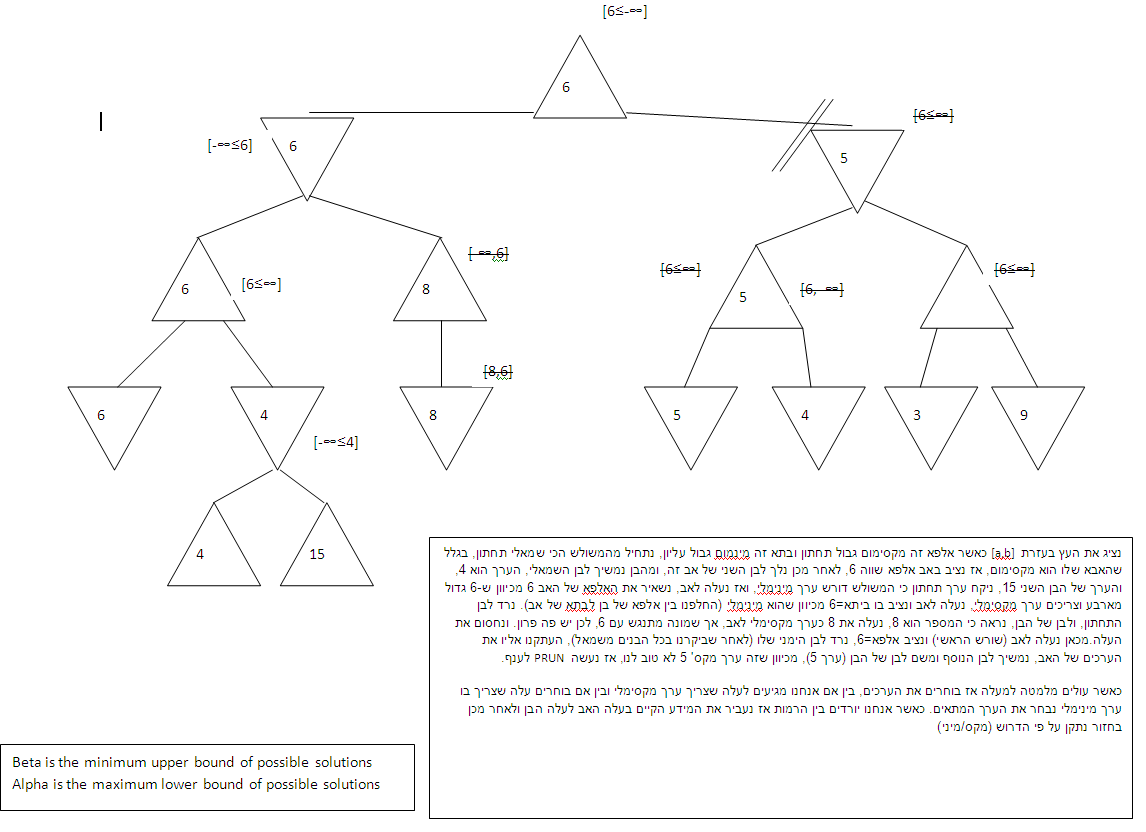 [6≤-∞]
6
[6≤∞]
[-∞≤6]
6
5
[-∞,6]
[6≤∞]
[6≤∞]
6
[6≤∞]
8
5
[6, -∞]
[8,6]
6
4
8
5
4
3
9
[-∞≤4]
4
15
נציג את העץ בעזרת [a,b] כאשר אלפא זה מקסימום גבול תחתון ובתא זה מינמום גבול עליון, נתחיל מהמשולש הכי שמאלי תחתון, בגלל
שהאבא שלו הוא מקסימום, אז נציב באב אלפא שווה 6, לאחר מכן נלך לבן השני של אב זה, ומהבן נמשיך לבן השמאלי, הערך הוא 4,
והערך של הבן השני 15, ניקח ערך תחתון כי המשולש דורש ערך מינימלי, ואז נעלה לאב, נשאיר את האלפא של האב 6 מכיוון ש-6 גדול
מארבע וצריכים ערך מקסימלי. נעלה לאב ונציב בו ביתא=6 מכיוון שהוא מינימלי (החלפנו בין אלפא של בן לבתא של אב). נרד לבן
התחתון, ולבן של הבן, נראה כי המספר הוא 8, נעלה את 8 כערך מקסימלי לאב, אך שמונה מתנגש עם 6, לכן יש פה פרון. ונחסום את
העלה.מכאן נעלה לאב (שורש הראשי) ונציב אלפא=6, נרד לבן הימני שלו (לאחר שביקרנו בכל הבנים משמאל), העתקנו אליו את
הערכים של האב, נמשיך לבן הנוסף ומשם לבן של הבן (ערך 5), מכיוון שזה ערך מקס' 5 לא טוב לנו, אז נעשה PRUN לענף.
כאשר עולים מלמטה למעלה אז בוחרים את הערכים, בין אם אנחנו מגיעים לעלה שצריך ערך מקסימלי ובין אם בוחרים עלה שצריך בו
ערך מינימלי נבחר את הערך המתאים. כאשר אנחנו יורדים בין הרמות אז נעביר את המידע הקיים בעלה האב לעלה הבן ולאחר מכן
בחזור נתקן על פי הדרוש (מקס/מיני)
Beta is the minimum upper bound of possible solutions
Alpha is the maximum lower bound of possible solutions